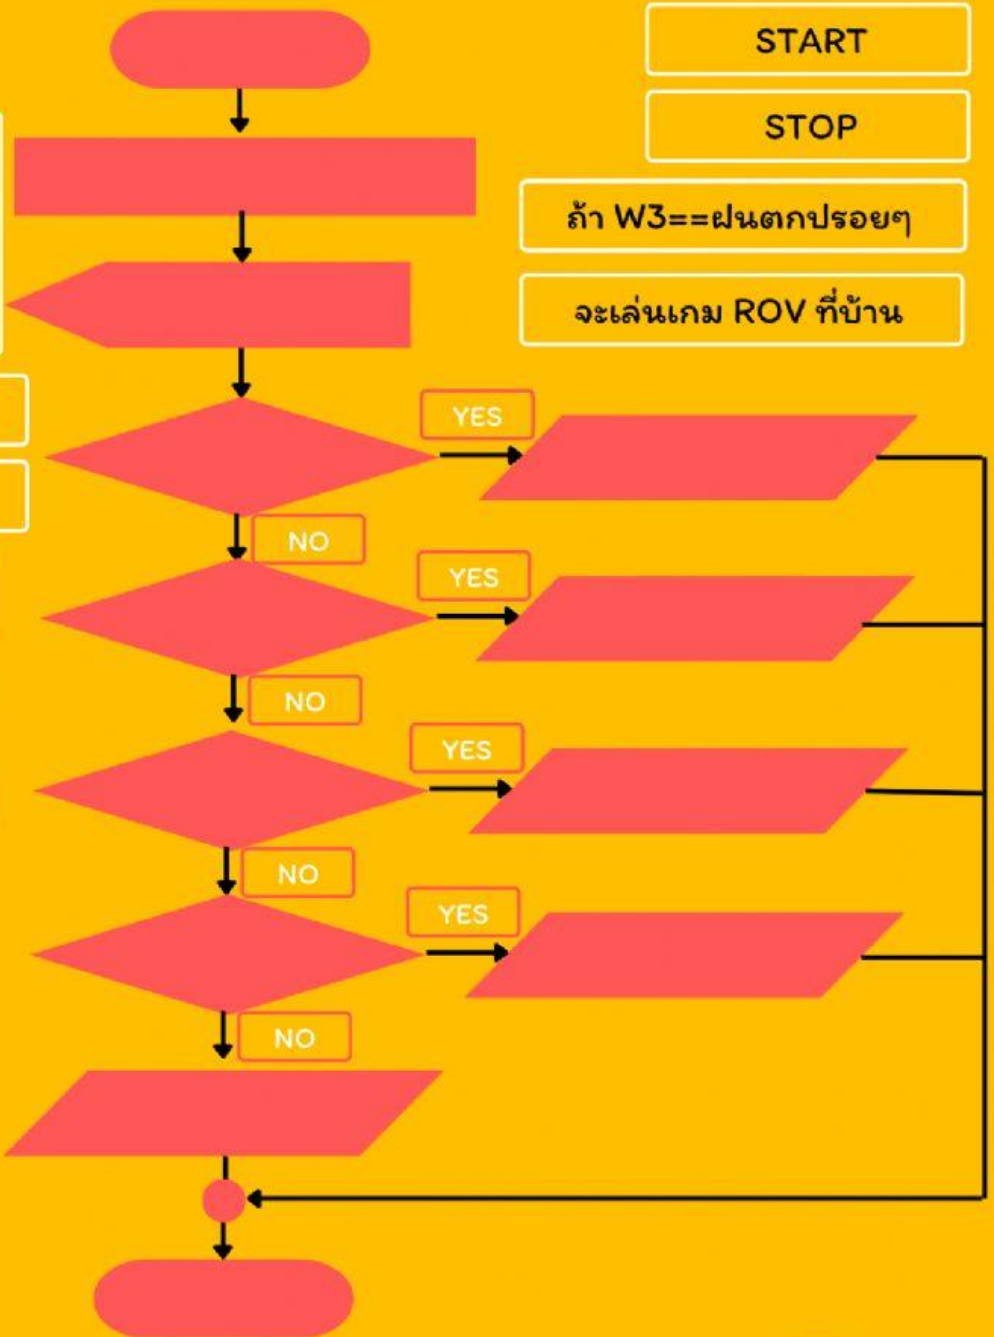 START
STOP
ถ้า W3==ฝนตกปรอยๆ
จะเล่นเกม ROV ที่บ้าน
YES
NO
YES
NO
YES
NO
YES
NO